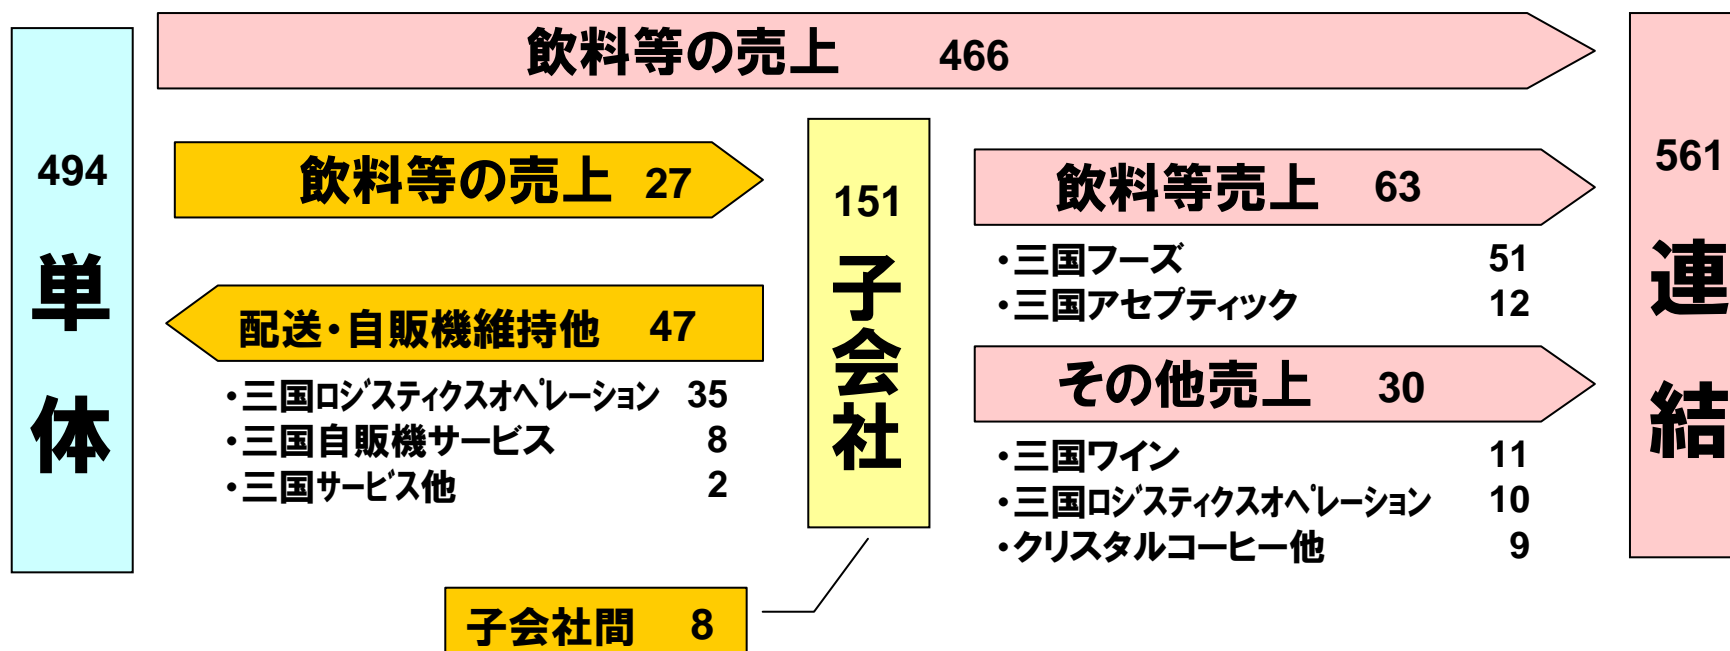 飲料等の売上 466
494
単体
飲料等の売上 27
配送・自販機維持他 47
・三国ロジスティクスオペレーション 35
・三国自販機サービス 8
・三国サービス他 2
151
子会社
子会社間 8
飲料等売上 63
・三国フーズ 51
・三国アセプティック 12
その他売上 30
・三国ワイン 11
・三国ロジスティクスオペレーション 10
・クリスタルコーヒー他 9
561
連結